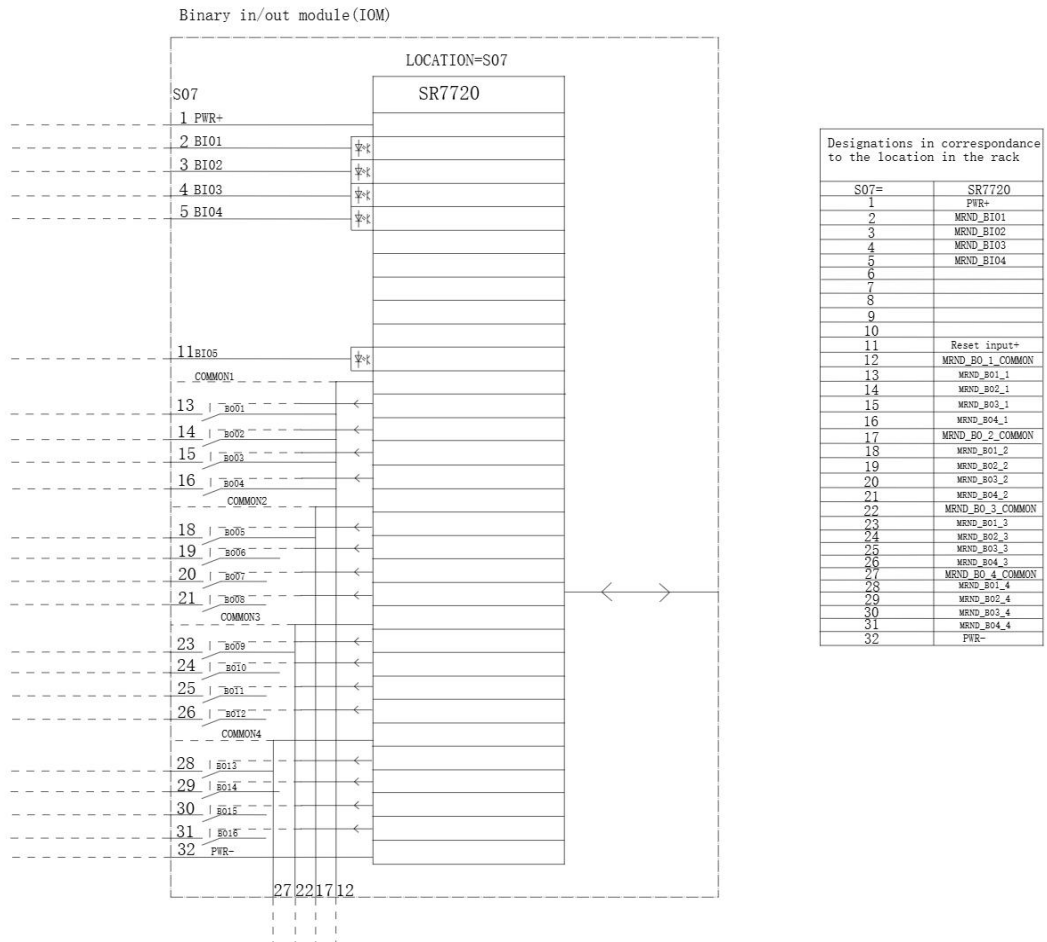 Binary in/out module(IOM)
LOCATION=S07
S07
SR7720
1 PWR+
2 BI01
3 BI02
4 BI03
5 BI04
11 BI05
COMMON1
13 BO01
14 BO02
15 BO03
16 BO04
COMMON2
18 BO05
19 BO06
20 BO07
21 BO08
COMMON3
23 BO09
24 BO10
25 BO11
26 BO12
COMMON4
28 BO13
29 BO14
30 BO15
31 BO16
32 PWR-
27 22 17 12
Designations in correspondance
to the location in the rack
S07= SR7720
1 PWR+
2 MRND_BI01
3 MRND_BI02
4 MRND_BI03
5 MRND_BI04
6
7
8
9
10
11 Reset input+
12 MRND_BO_1_COMMON
13 MRND_BO1_1
14 MRND_BO2_1
15 MRND_BO3_1
16 MRND_BO4_1
17 MRND_BO_2_COMMON
18 MRND_BO1_2
19 MRND_BO2_2
20 MRND_BO3_2
21 MRND_BO4_2
22 MRND_BO_3_COMMON
23 MRND_BO1_3
24 MRND_BO2_3
25 MRND_BO3_3
26 MRND_BO4_3
27 MRND_BO_4_COMMON
28 MRND_BO1_4
29 MRND_BO2_4
30 MRND_BO3_4
31 MRND_BO4_4
32 PWR-